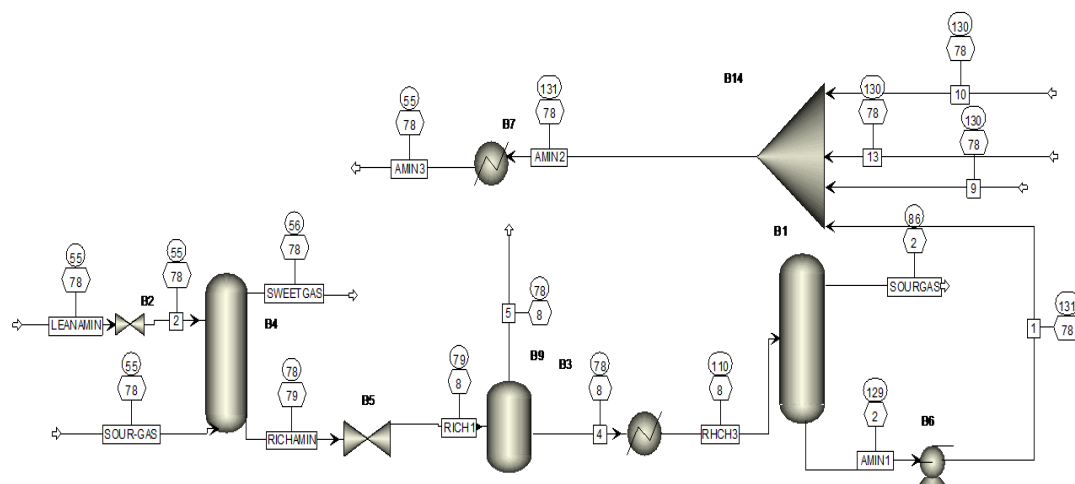 130
78
10
B14
131
78
130
78
13
55
78
B7
AMIN2
AMIN3
130
78
9
86
2
B1
SOURGAS
56
78
SWEETGAS
55
78
55
78
B2
LEANAMIN
2
B4
78
8
5
131
78
1
55
78
SOUR-GAS
78
79
RICHAMIN
B5
79
8
RICH1
B9
B3
78
8
4
110
8
RHCH3
129
2
AMIN1
B6